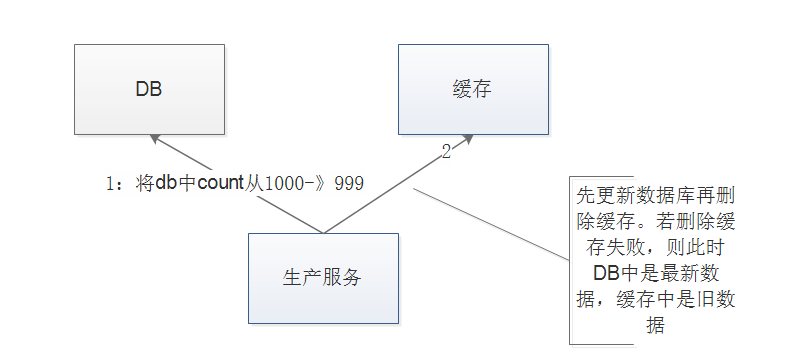 DB
缓存
2
1：将db中count从1000-》999
先更新数据库再删
除缓存。若删除缓
存失败，则此时
DB中是最新数
据，缓存中是旧数
据
生产服务